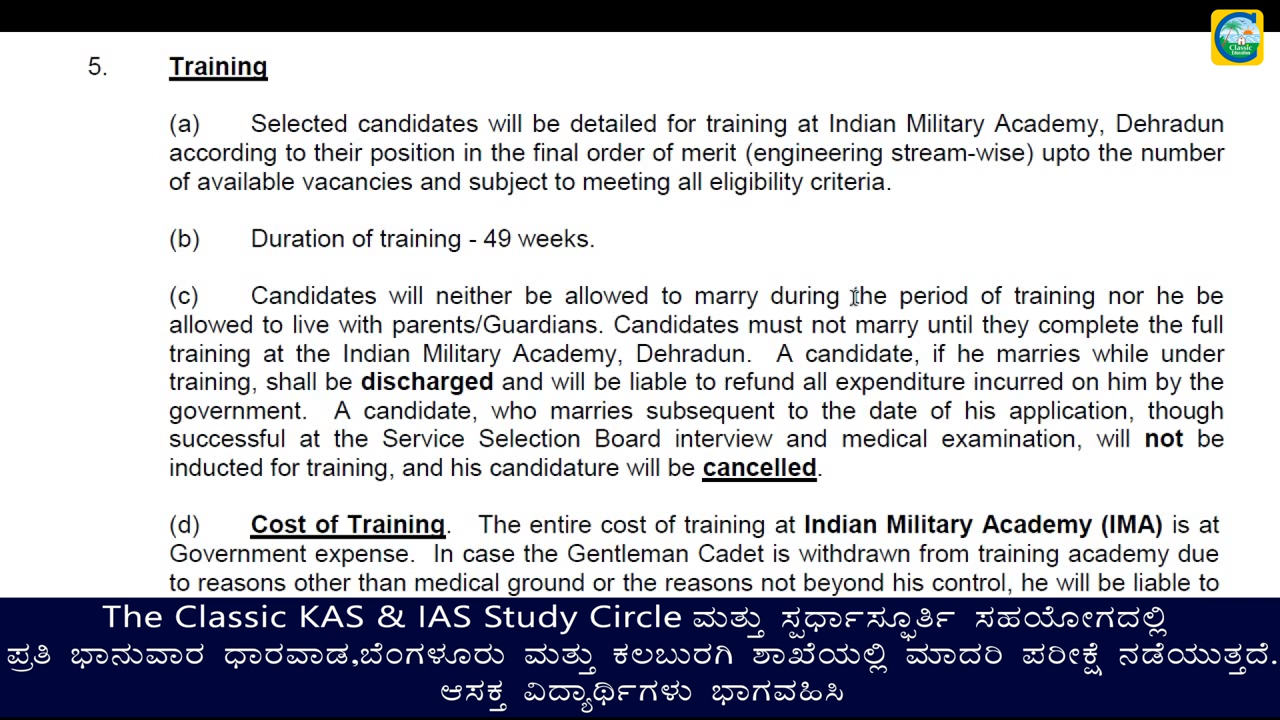 Classic
Education
5. Training
(a) Selected candidates will be detailed for training at Indian Military Academy, Dehradun
according to their position in the final order of merit (engineering stream-wise) upto the number
of available vacancies and subject to meeting all eligibility criteria.
(b) Duration of training - 49 weeks.
(c) Candidates will neither be allowed to marry during the period of training nor he be
allowed to live with parents/Guardians. Candidates must not marry until they complete the full
training at the Indian Military Academy, Dehradun. A candidate, if he marries while under
training, shall be discharged and will be liable to refund all expenditure incurred on him by the
government. A candidate, who marries subsequent to the date of his application, though
successful at the Service Selection Board interview and medical examination, will not be
inducted for training, and his candidature will be cancelled.
(d) Cost of Training. The entire cost of training at Indian Military Academy (IMA) is at
Government expense. In case the Gentleman Cadet is withdrawn from training academy due
to reasons other than medical ground or the reasons not beyond his control, he will be liable to
The Classic KAS & IAS Study Circle ಮತ್ತು ಸ್ಪರ್ಧಾಸ್ಫೂರ್ತಿ ಸಹಯೋಗದಲ್ಲಿ
ಪ್ರತಿ ಭಾನುವಾರ ಧಾರವಾಡ,ಬೆಂಗಳೂರು ಮತ್ತು ಕಲಬುರಗಿ ಶಾಖೆಯಲ್ಲಿ ಮಾದರಿ ಪರೀಕ್ಷೆ ನಡೆಯುತ್ತದೆ.
ಆಸಕ್ತ ವಿದ್ಯಾರ್ಥಿಗಳು ಭಾಗವಹಿಸಿ